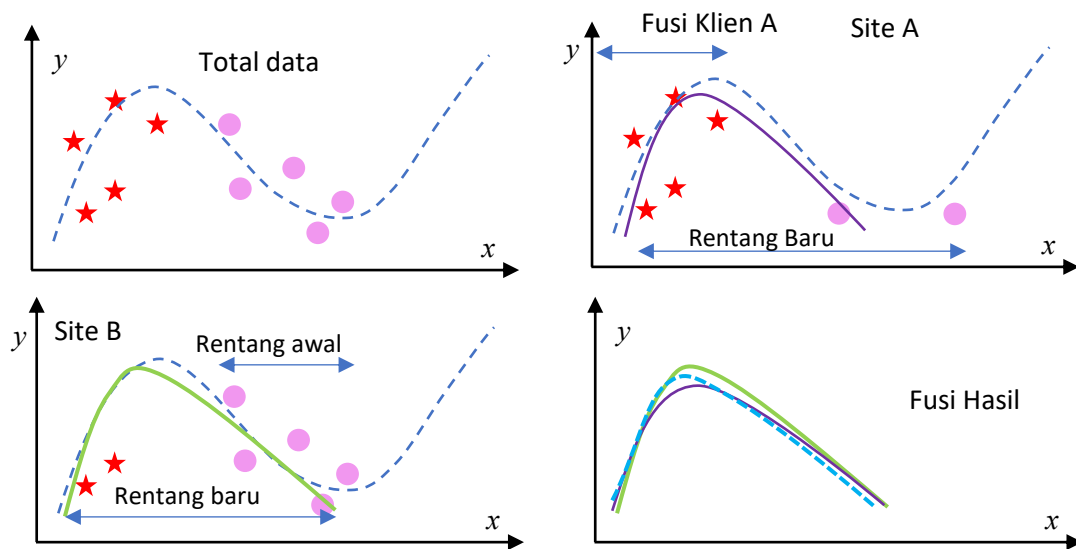 y
Total data
x
Fusi Klien A
Site A
y
Rentang Baru
x
Site B
y
Rentang awal
Rentang baru
x
y
Fusi Hasil
x